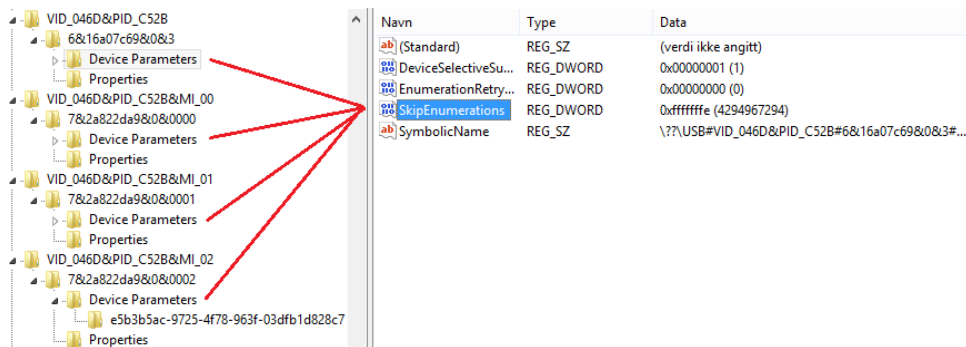 VID_046D&PID_C52B
6&16a07c69&0&3
Device Parameters
Properties
VID_046D&PID_C52B&MI_00
7&2a822da9&0&0000
Device Parameters
Properties
VID_046D&PID_C52B&MI_01
7&2a822da9&0&0001
Device Parameters
Properties
VID_046D&PID_C52B&MI_02
7&2a822da9&0&0002
Device Parameters
e5b3b5ac-9725-4f78-963f-03dfb1d828c7
Properties
Navn Type Data
ab (Standard) REG_SZ (verdi ikke angitt)
DeviceSelectiveSu... REG_DWORD 0x00000001 (1)
EnumerationRetry... REG_DWORD 0x00000000 (0)
SkipEnumerations REG_DWORD 0xfffffffe (4294967294)
ab SymbolicName REG_SZ \??\USB#VID_046D&PID_C52B#6&16a07c69&0&3#...